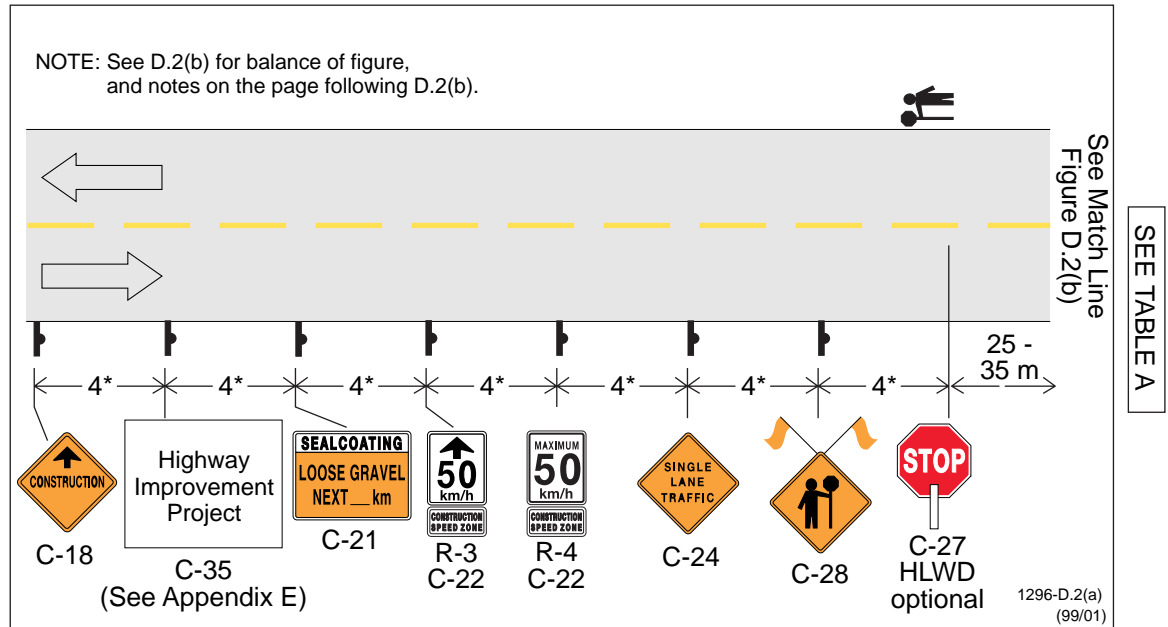 NOTE: See D.2(b) for balance of figure,
and notes on the page following D.2(b).
See Match Line
Figure D.2(b)
SEE TABLE A
4*
4*
4*
4*
4*
4*
4*
25 -
35 m
CONSTRUCTION
C-18
Highway
Improvement
Project
C-35
(See Appendix E)
SEALCOATING
LOOSE GRAVEL
NEXT __ km
C-21
50
km/h
CONSTRUCTION
SPEED ZONE
R-3
C-22
MAXIMUM
50
km/h
CONSTRUCTION
SPEED ZONE
R-4
C-22
SINGLE
LANE
TRAFFIC
C-24
C-28
STOP
C-27
HLWD
optional
1296-D.2(a)
(99/01)